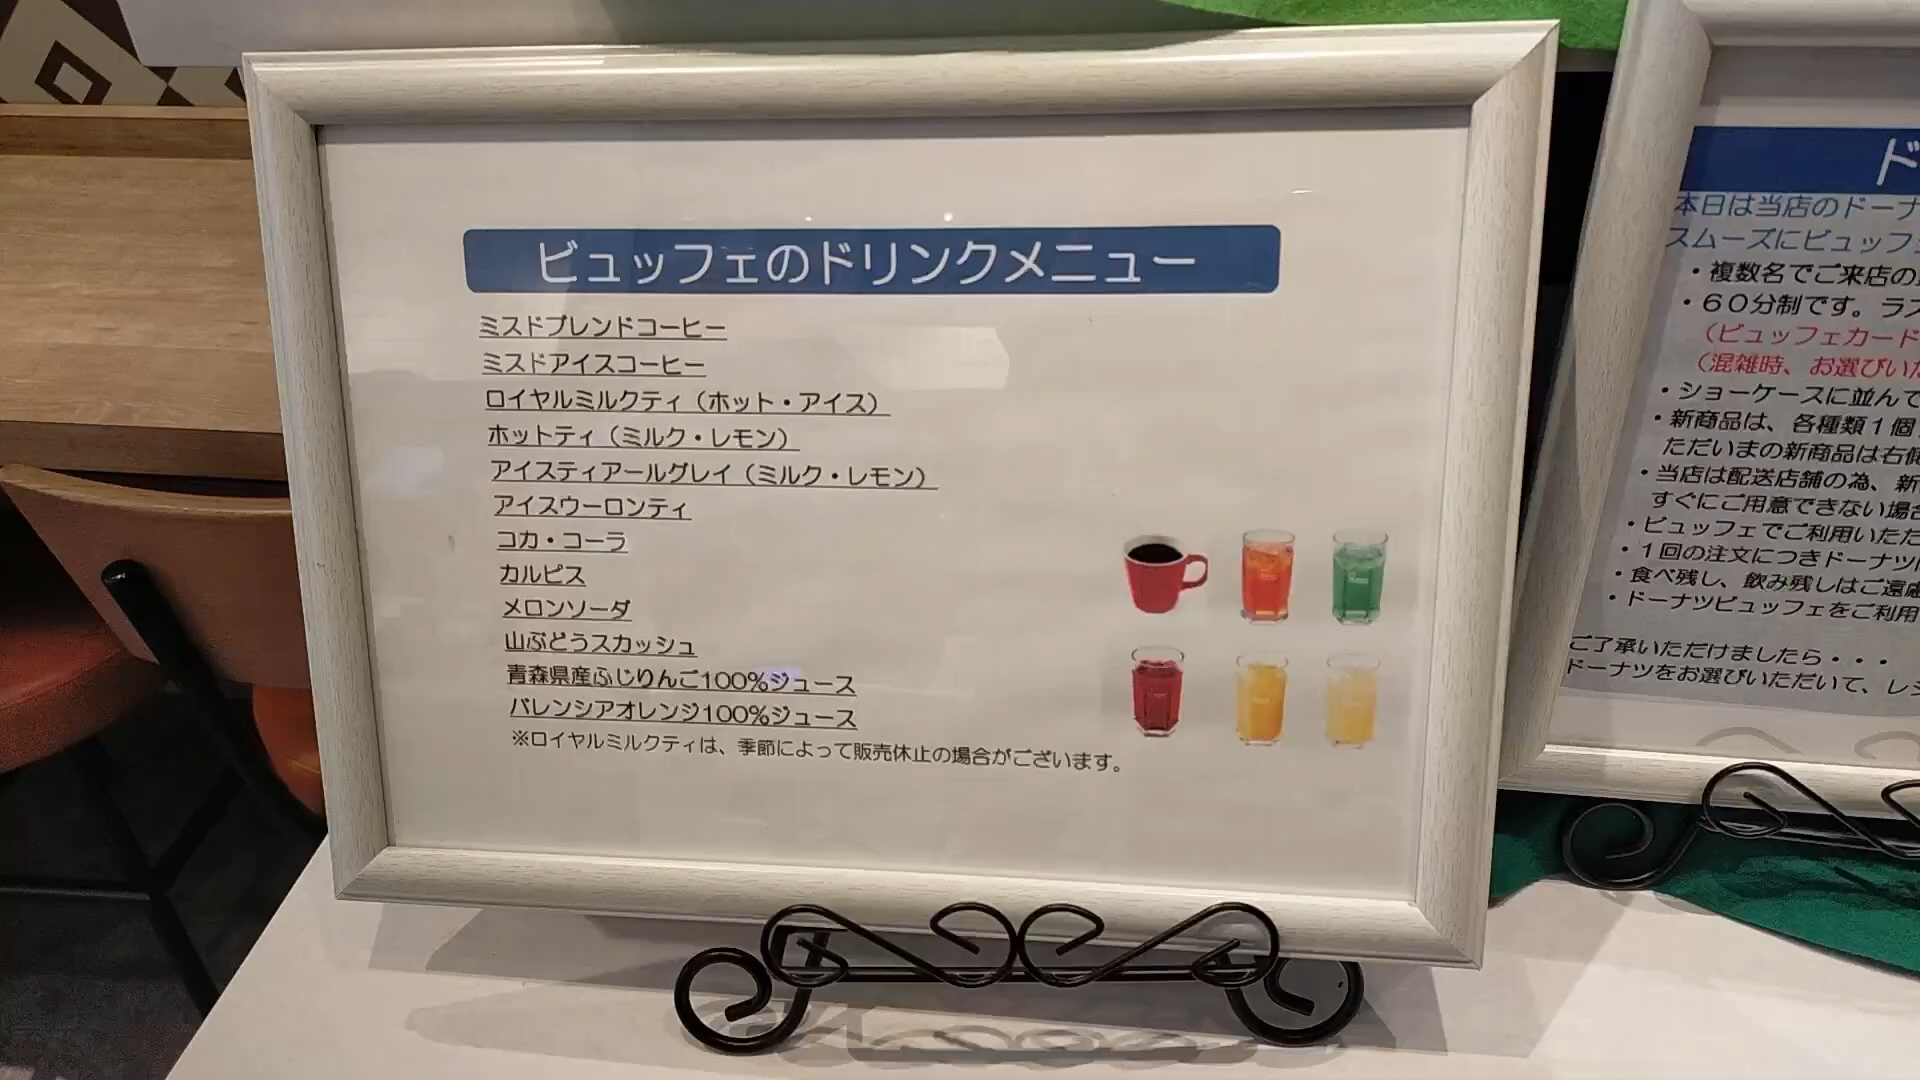 ビュッフェのドリンクメニュー
ミスドブレンドコーヒー
ミスドアイスコーヒー
ロイヤルミルクティ（ホット・アイス）
ホットティ（ミルク・レモン）
アイスティアールグレイ（ミルク・レモン）
アイスウーロンティ
コカ・コーラ
カルピス
メロンソーダ
山ぶどうスカッシュ
青森県産ふじりんご100%ジュース
バレンシアオレンジ100%ジュース
※ロイヤルミルクティは、季節によって販売休止の場合がございます。
ド
本日は当店のドーナ
スムーズにビュッフ
・複数名でご来店の
・６０分制です。ラス
（ビュッフェカード
（混雑時、お選びいた
・ショーケースに並んで
・新商品は、各種類１個
ただいまの新商品は右側
・当店は配送店舗の為、新
すぐにご用意できない場合
・ビュッフェでご利用いただ
・１回の注文につきドーナツ
・食べ残し、飲み残しはご遠慮
・ドーナツビュッフェをご利用
ご了承いただけましたら・・・
ドーナツをお選びいただいて、レジ